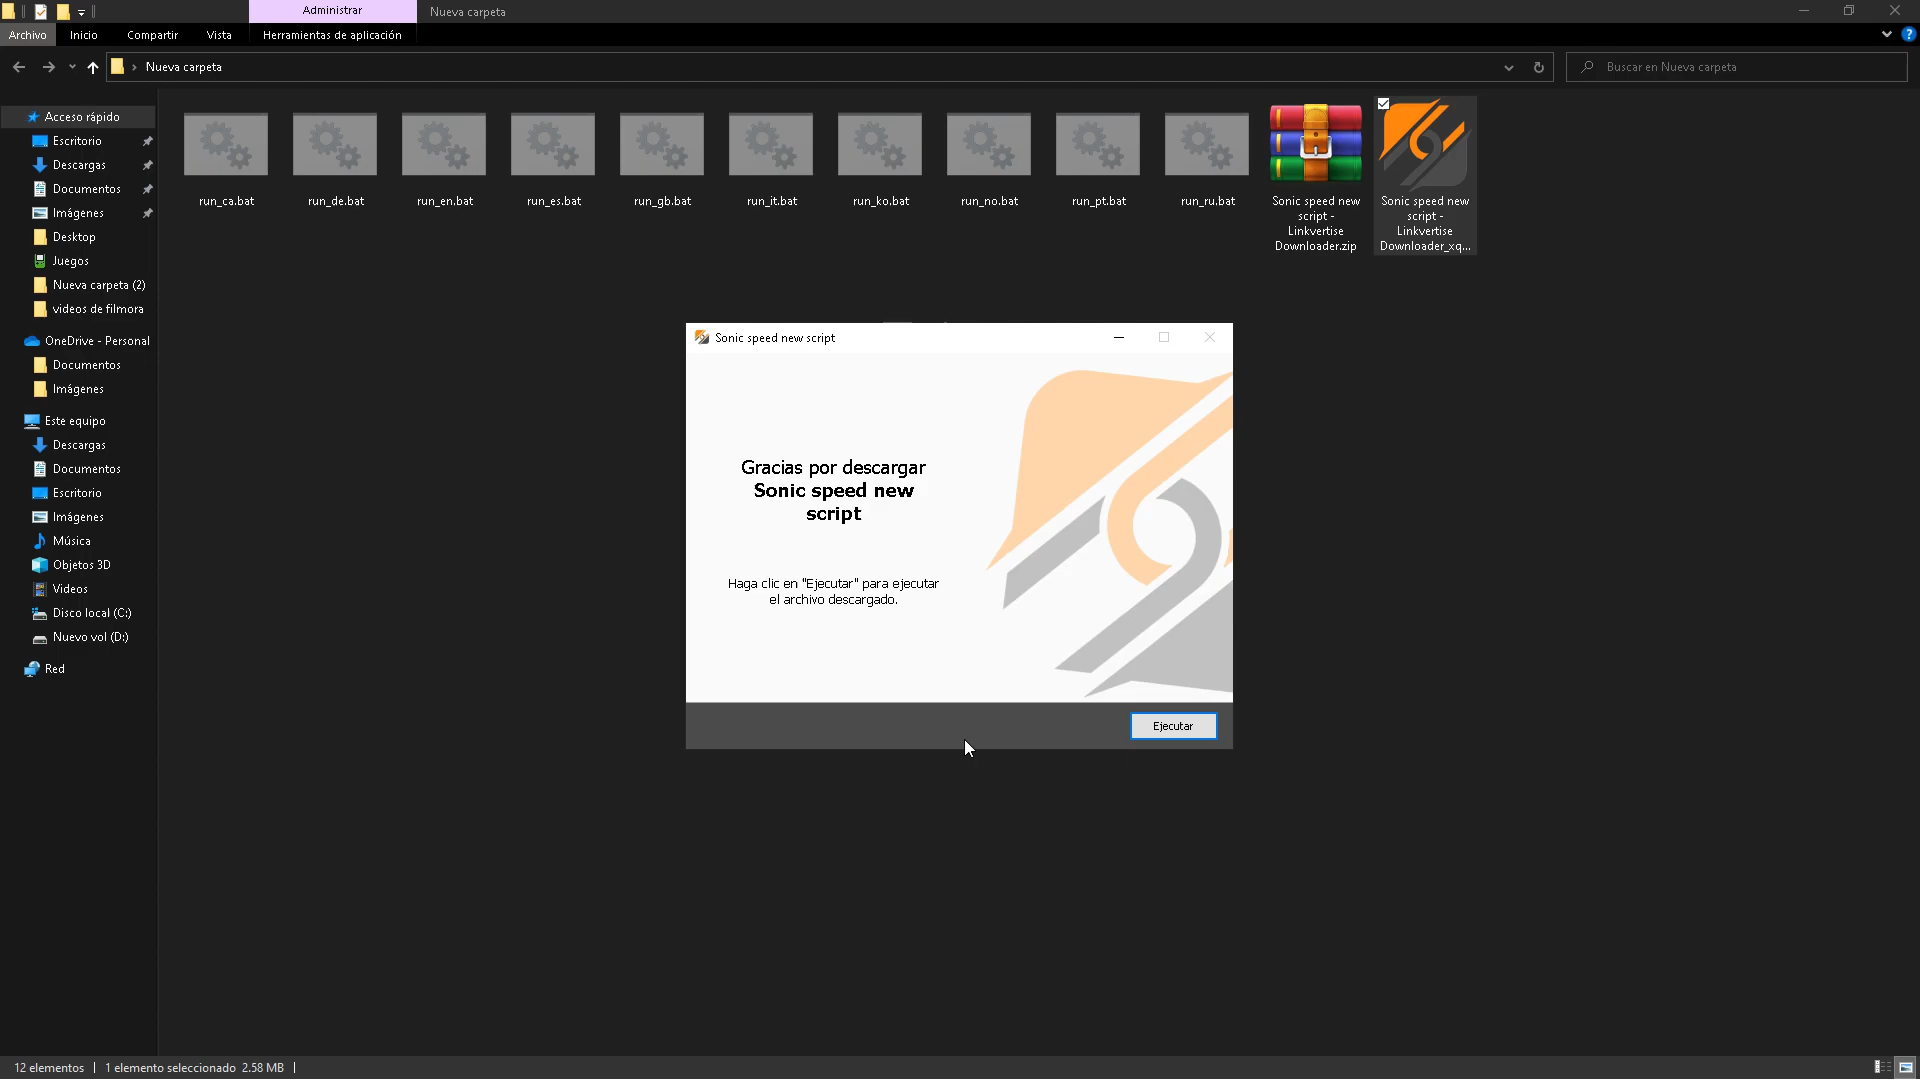 Administrar
Nueva carpeta
Archivo
Inicio
Compartir
Vista
Herramientas de aplicación
?
Nueva carpeta
Buscar en Nueva carpeta
Acceso rápido
Escritorio
Descargas
Documentos
Imágenes
Desktop
Juegos
Nueva carpeta (2)
videos de filmora
OneDrive - Personal
Documentos
Imágenes
Este equipo
Descargas
Documentos
Escritorio
Imágenes
Música
Objetos 3D
Videos
Disco local (C:)
Nuevo vol (D:)
Red
run_ca.bat
run_de.bat
run_en.bat
run_es.bat
run_gb.bat
run_it.bat
run_ko.bat
run_no.bat
run_pt.bat
run_ru.bat
Sonic speed new
script -
Linkvertise
Downloader.zip
Sonic speed new
script -
Linkvertise
Downloader_xq...
Sonic speed new script
Gracias por descargar
Sonic speed new
script
Haga clic en "Ejecutar" para ejecutar
el archivo descargado.
Ejecutar
12 elementos
1 elemento seleccionado 2.58 MB